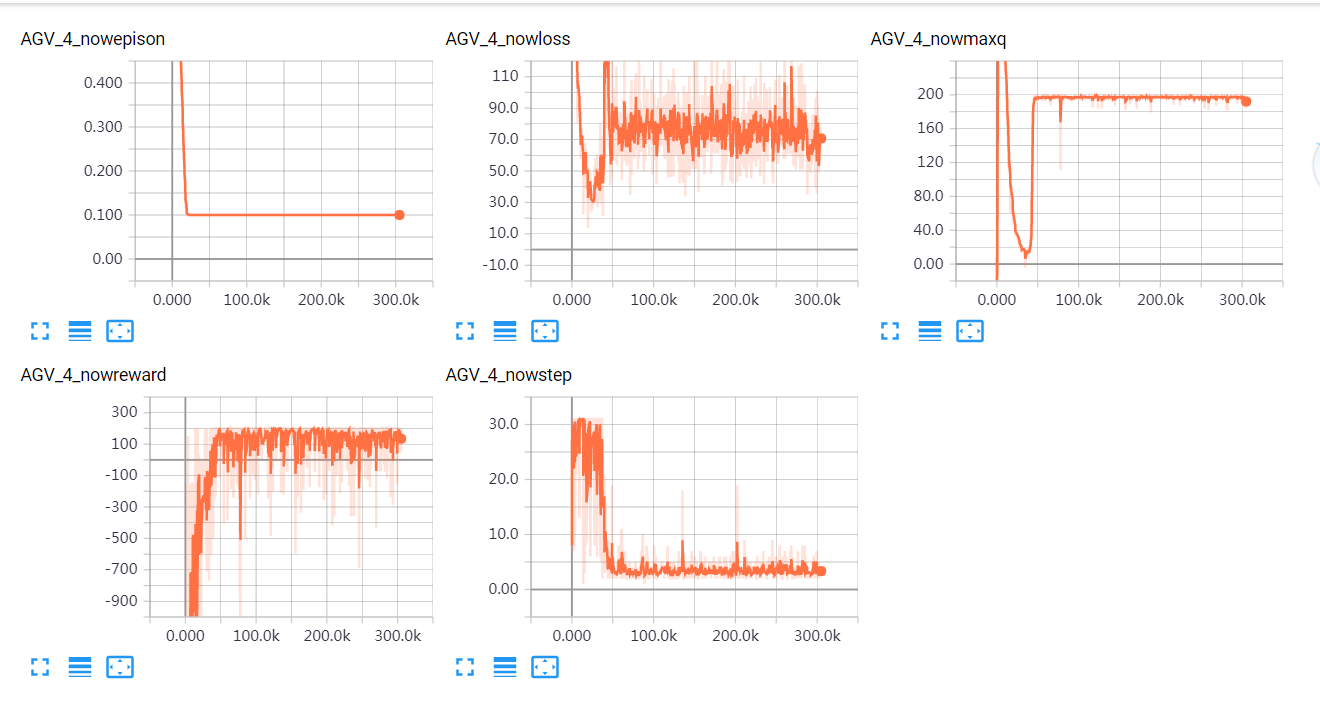 AGV_4_nowepison
0.400
0.300
0.200
0.100
0.00
0.000 100.0k 200.0k 300.0k
AGV_4_nowloss
110
90.0
70.0
50.0
30.0
10.0
-10.0
0.000 100.0k 200.0k 300.0k
AGV_4_nowmaxq
200
160
120
80.0
40.0
0.00
0.000 100.0k 200.0k 300.0k
AGV_4_nowreward
300
100
-100
-300
-500
-700
-900
0.000 100.0k 200.0k 300.0k
AGV_4_nowstep
30.0
20.0
10.0
0.00
0.000 100.0k 200.0k 300.0k